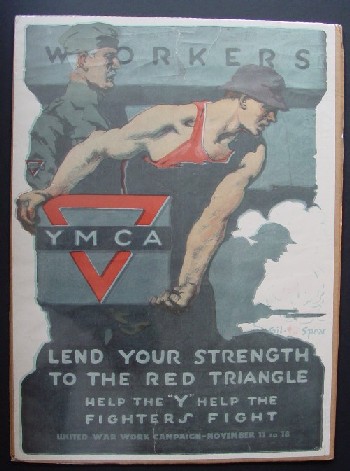 WORKERS
YMCA
LEND YOUR STRENGTH
TO THE RED TRIANGLE
HELP THE "Y" HELP THE
FIGHTERS FIGHT
UNITED WAR WORK CAMPAIGN - NOVEMBER 11 TO 18